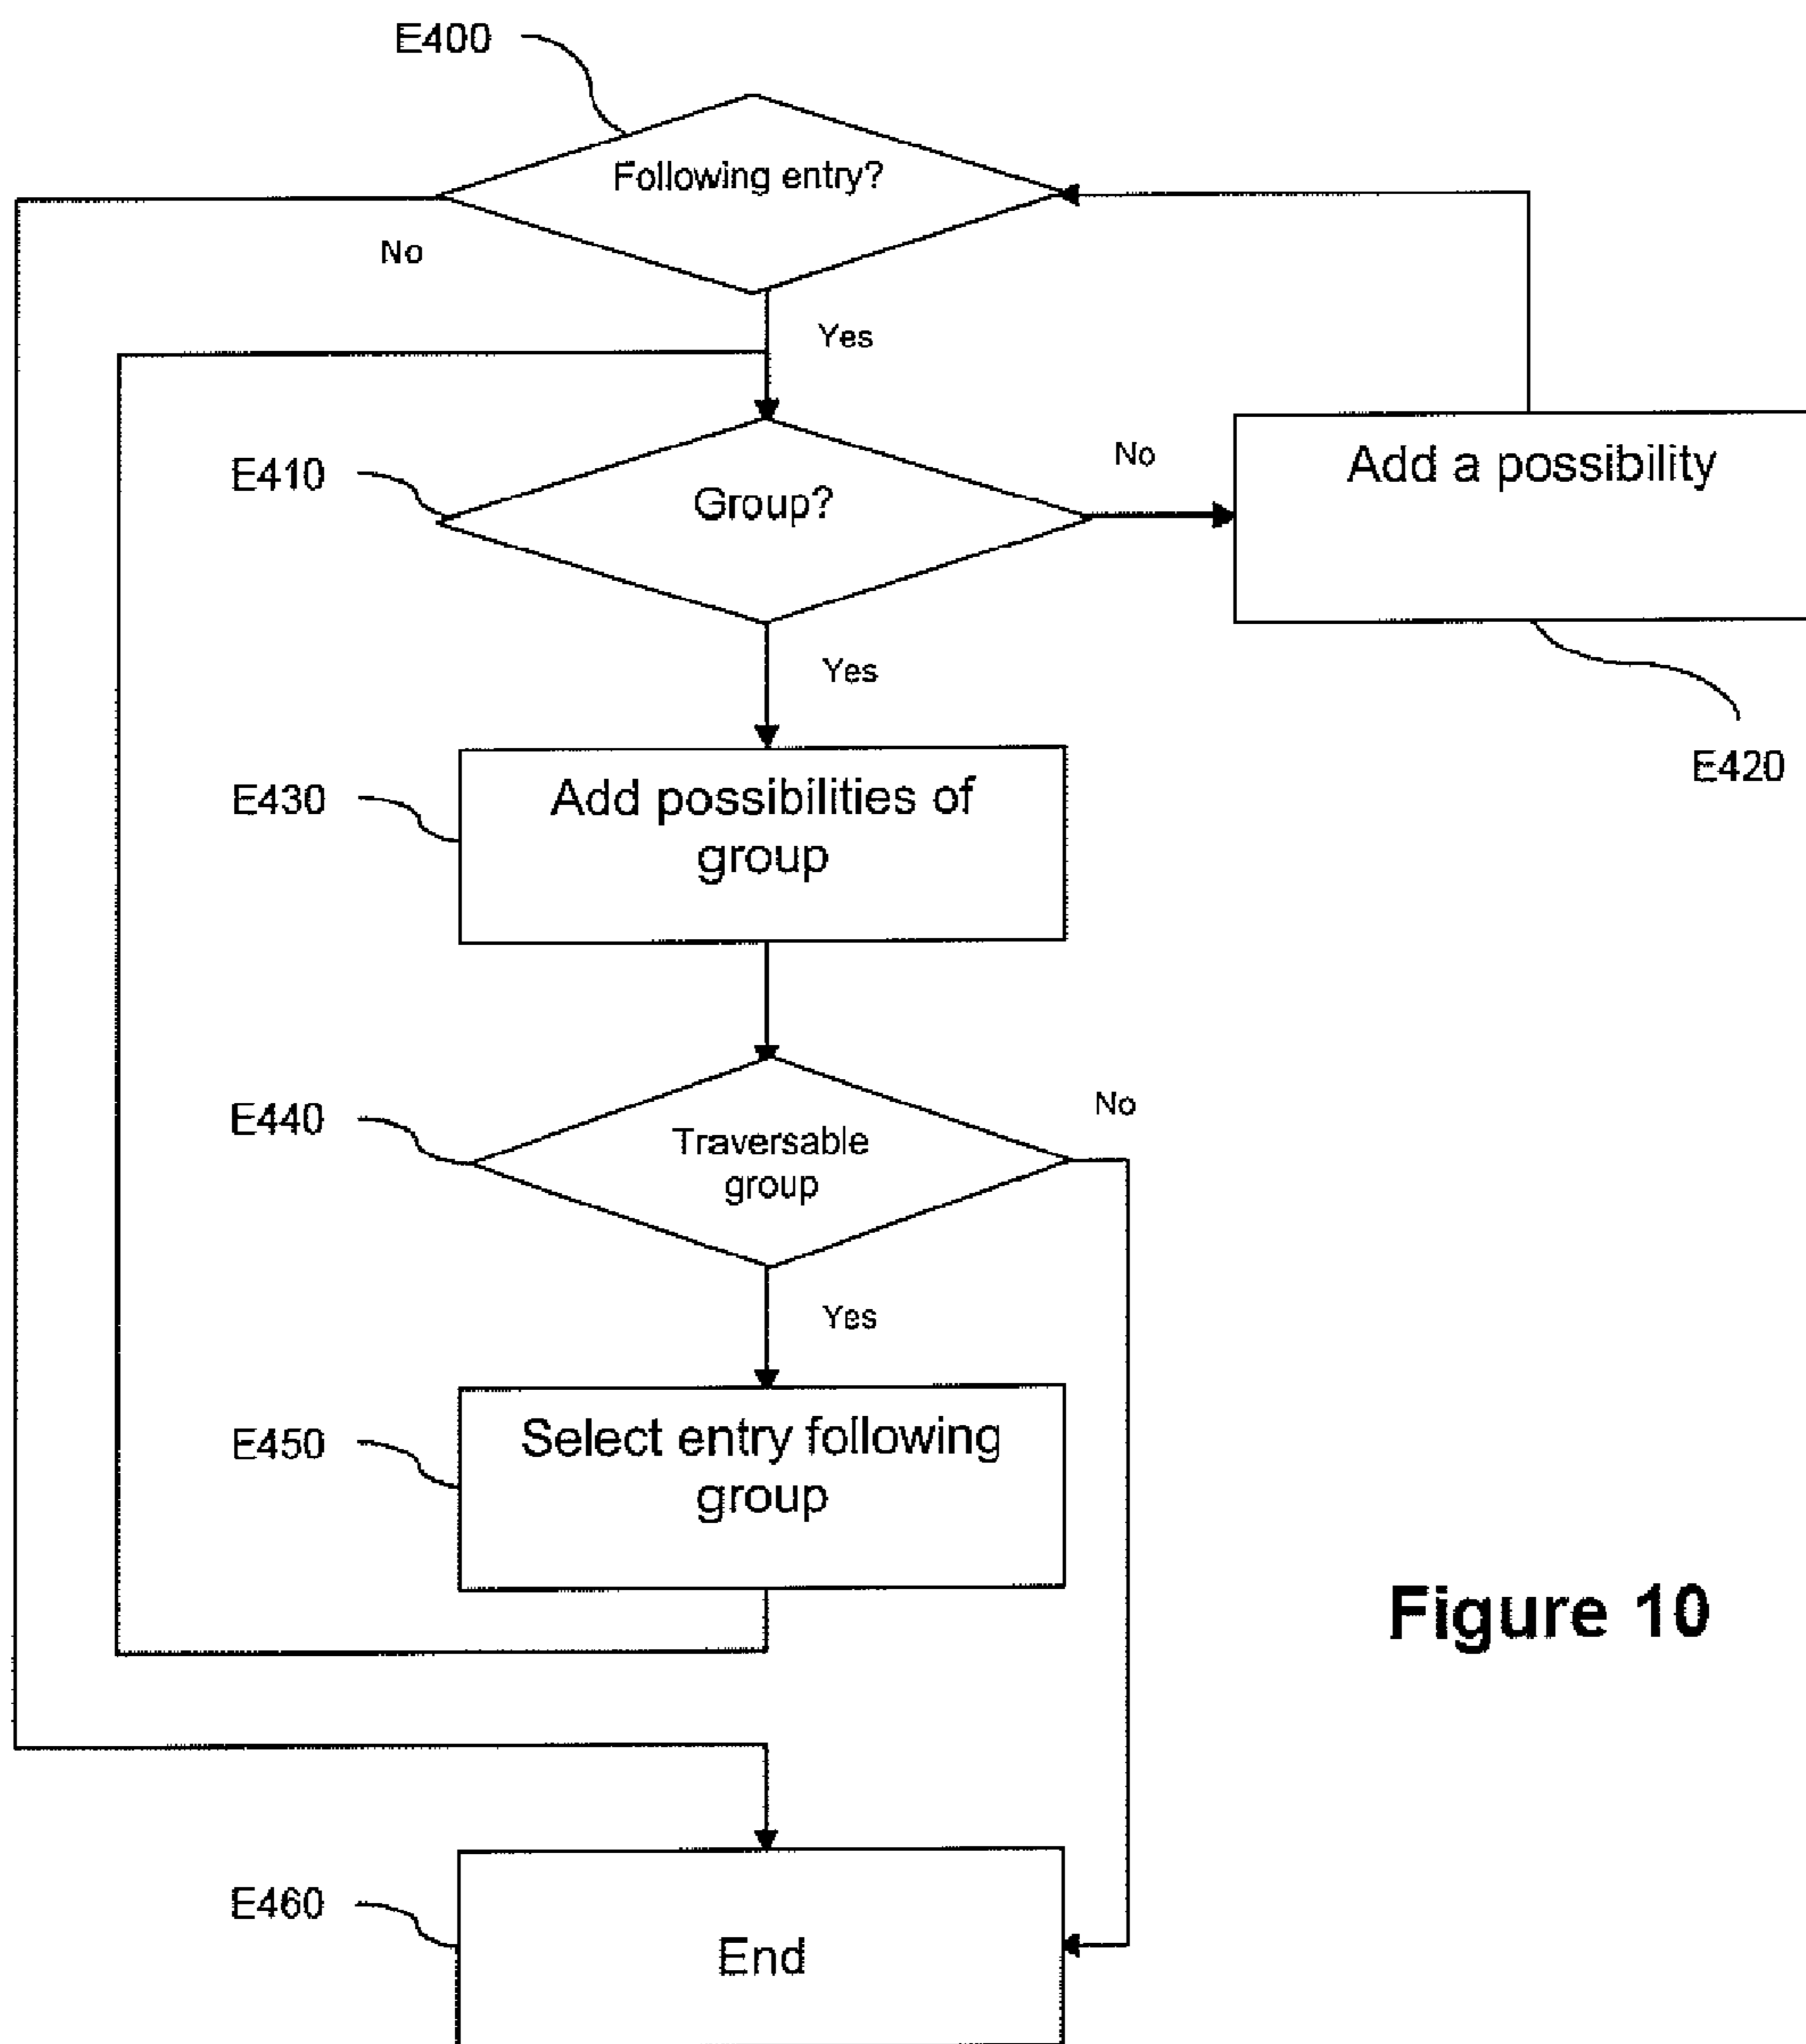 E400
Following entry?
No
Yes
E410
Group?
No
Add a possibility
Yes
E420
E430
Add possibilities of
group
E440
Traversable
group
No
Yes
E450
Select entry following
group
Figure 10
E460
End